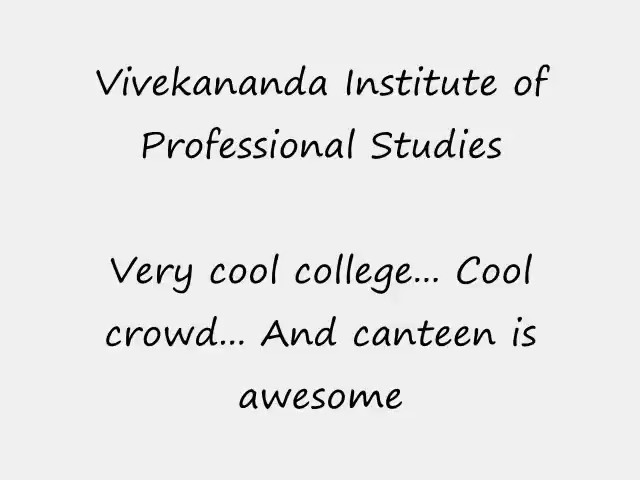 Vivekananda Institute of
Professional Studies
Very cool college... Cool
crowd... And canteen is
awesome